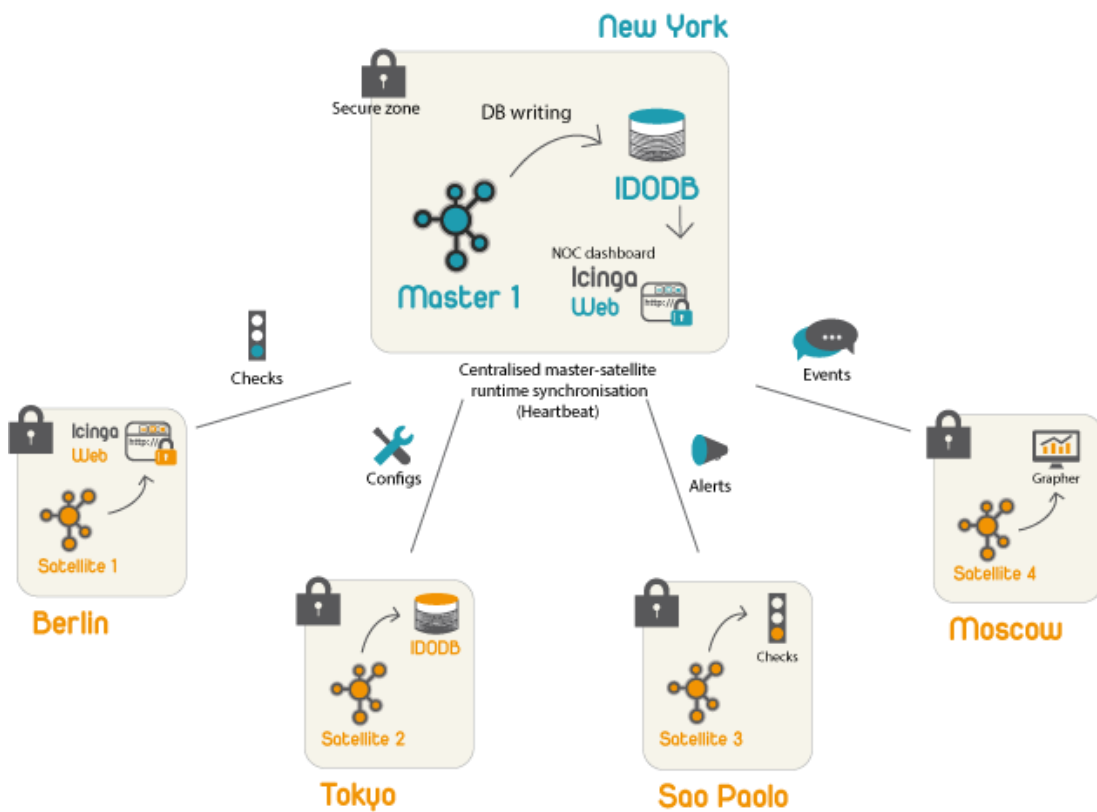 New York
Secure zone
DB writing
IDODB
Master 1
NOC dashboard
Icinga
Web
http://
Centralised master-satellite
runtime synchronisation
(Heartbeat)
Checks
Configs
Alerts
Events
Icinga
Web
http://
Satellite 1
Berlin
IDODB
Satellite 2
Tokyo
Checks
Satellite 3
Sao Paolo
Grapher
Satellite 4
Moscow